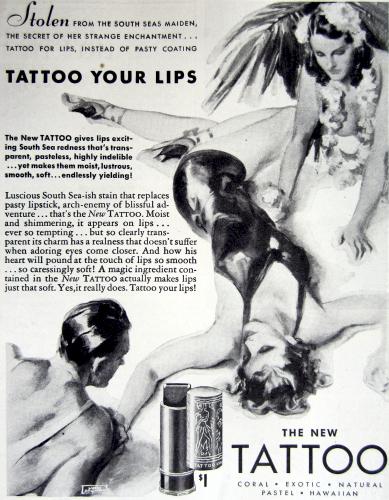 Stolen FROM THE SOUTH SEAS MAIDEN,
THE SECRET OF HER STRANGE ENCHANTMENT...
TATTOO FOR LIPS, INSTEAD OF PASTY COATING
TATTOO YOUR LIPS
The New TATTOO gives lips excit-
ing South Sea redness that's trans-
parent, pasteless, highly indelible
...yet makes them moist, lustrous,
smooth, soft...endlessly yielding!
Luscious South Sea-ish stain that replaces
pasty lipstick, arch-enemy of blissful ad-
venture...that's the New TATTOO. Moist
and shimmering, it appears on lips...
ever so tempting...but so clearly trans-
parent its charm has a realness that doesn't suffer
when adoring eyes come closer. And how his
heart will pound at the touch of lips so smooth
...so caressingly soft! A magic ingredient con-
tained in the New TATTOO actually makes lips
just that soft. Yes, it really does. Tattoo your lips!
TATTOO
$1
THE NEW
TATTOO
CORAL • EXOTIC • NATURAL
PASTEL • HAWAIIAN